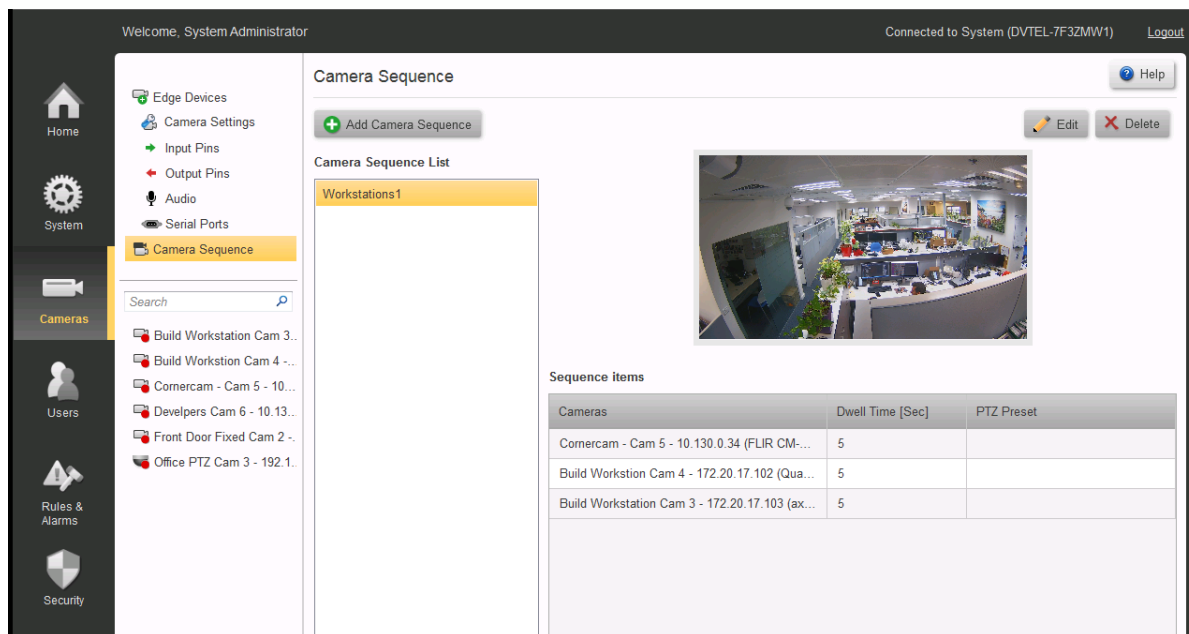 Welcome, System Administrator
Connected to System (DVTEL-7F3ZMW1)
Logout
Home
System
Cameras
Users
Rules &
Alarms
Security
Edge Devices
Camera Settings
Input Pins
Output Pins
Audio
Serial Ports
Camera Sequence
Search
Build Workstation Cam 3..
Build Workstion Cam 4 -...
Cornercam - Cam 5 - 10...
Develpers Cam 6 - 10.13...
Front Door Fixed Cam 2 -.
Office PTZ Cam 3 - 192.1..
Camera Sequence
Help
Add Camera Sequence
Edit
Delete
Camera Sequence List
Workstations1
Sequence items
Cameras Dwell Time [Sec] PTZ Preset
Cornercam - Cam 5 - 10.130.0.34 (FLIR CM-... 5
Build Workstion Cam 4 - 172.20.17.102 (Qua... 5
Build Workstation Cam 3 - 172.20.17.103 (ax... 5